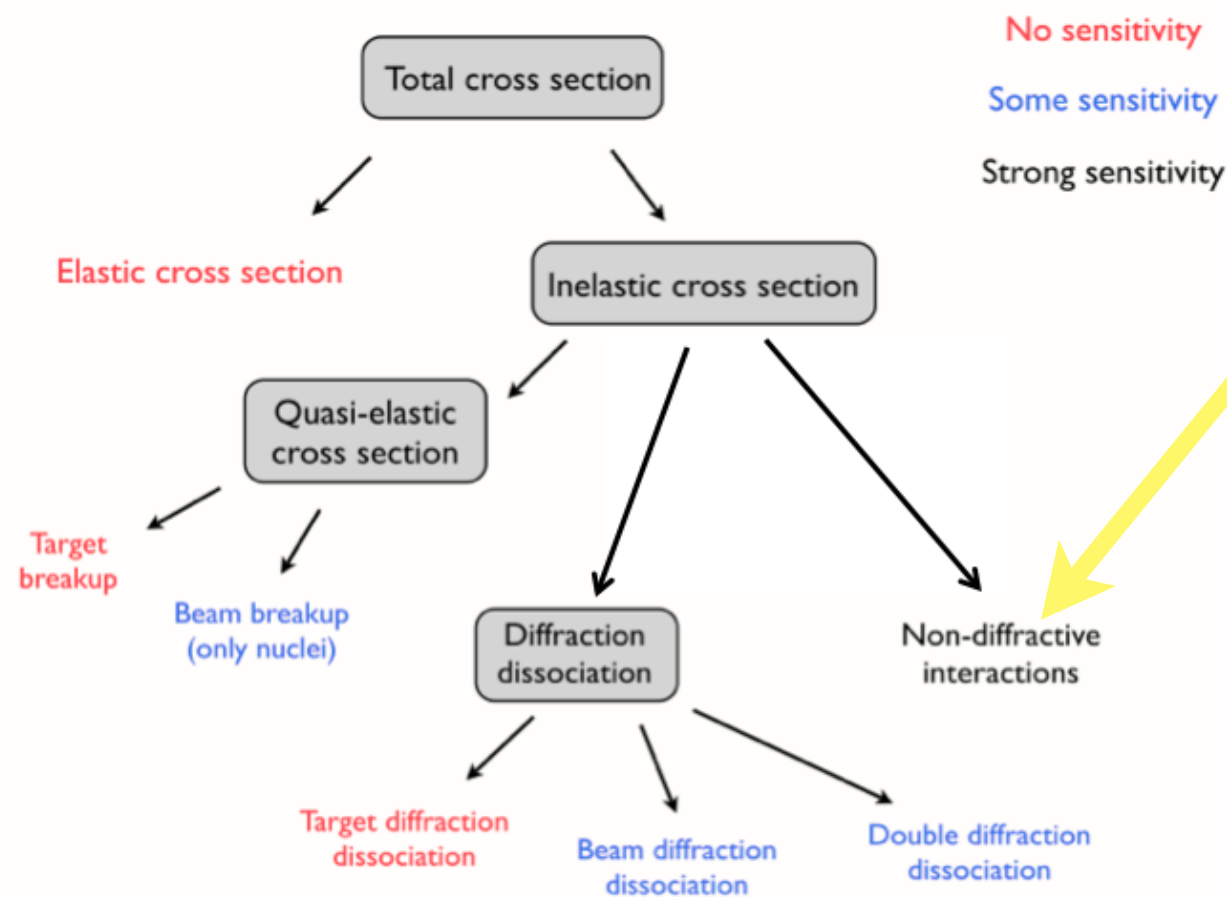 No sensitivity
Some sensitivity
Strong sensitivity
Total cross section
Elastic cross section
Inelastic cross section
Quasi-elastic
cross section
Target
breakup
Beam breakup
(only nuclei)
Diffraction
dissociation
Non-diffractive
interactions
Target diffraction
dissociation
Beam diffraction
dissociation
Double diffraction
dissociation